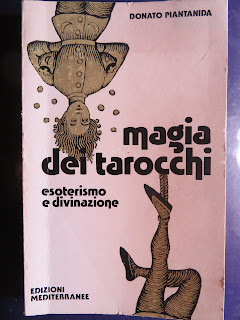 DONATO PIANTANIDA
magia
dei tarocchi
esoterismo
e divinazione
EDIZIONI
MEDITERRANEE